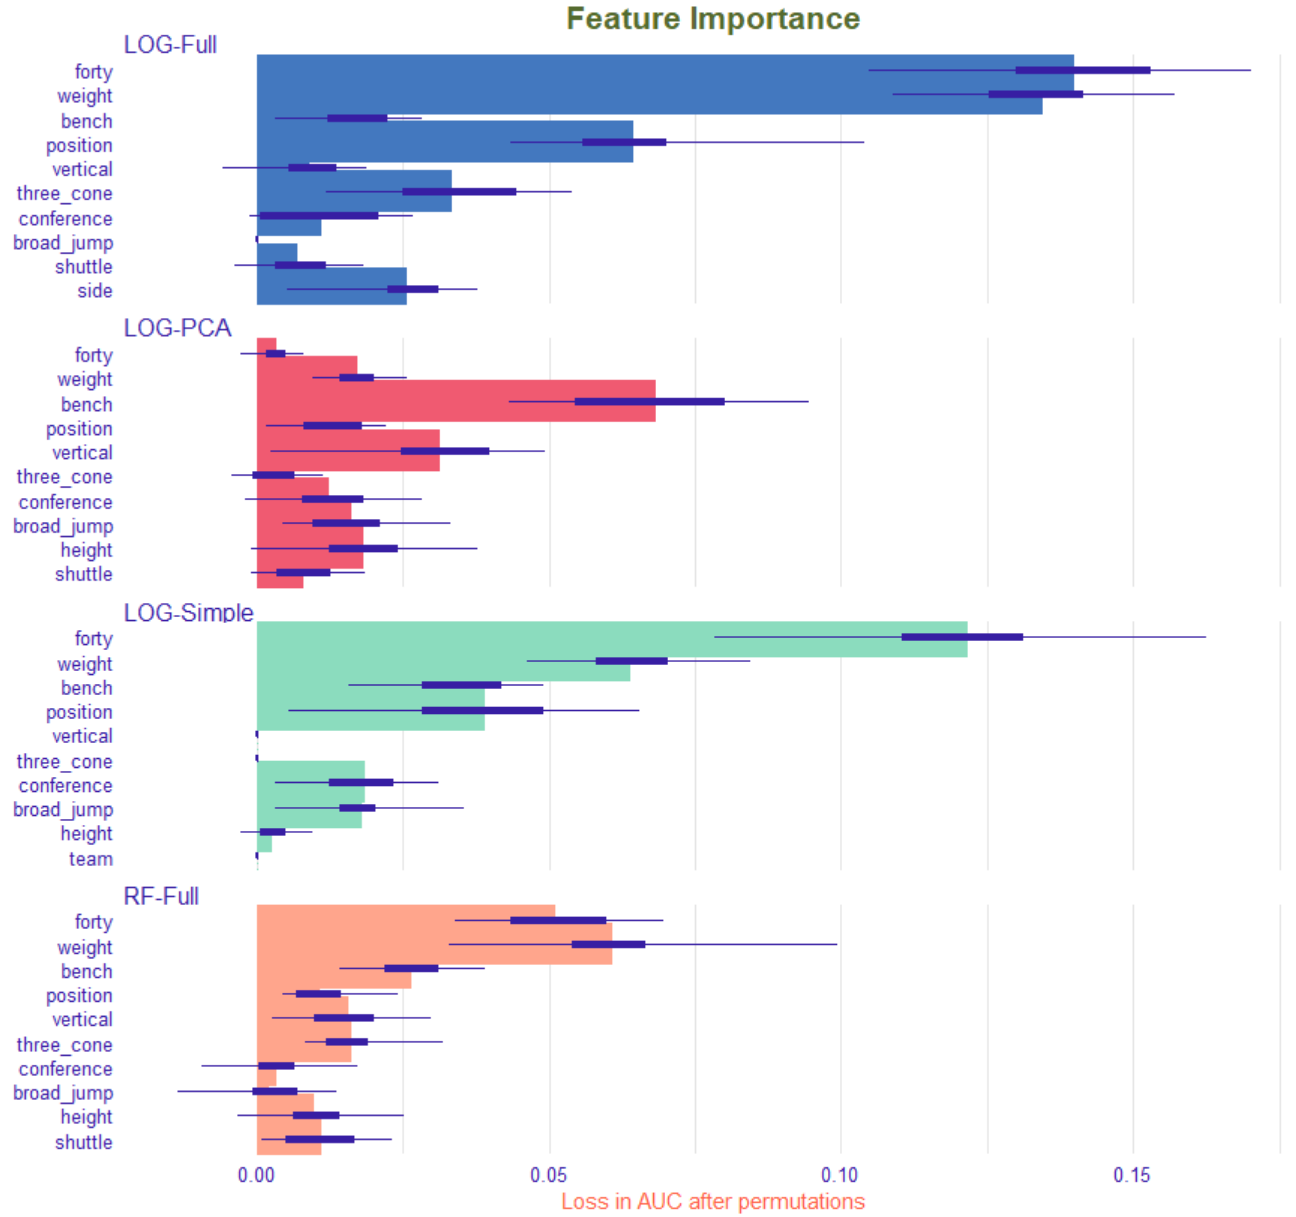 Feature Importance
LOG-Full
forty
weight
bench
position
vertical
three_cone
conference
broad_jump
shuttle
side
LOG-PCA
forty
weight
bench
position
vertical
three_cone
conference
broad_jump
height
shuttle
LOG-Simple
forty
weight
bench
position
vertical
three_cone
conference
broad_jump
height
team
RF-Full
forty
weight
bench
position
vertical
three_cone
conference
broad_jump
height
shuttle
0.00 0.05 0.10 0.15
Loss in AUC after permutations